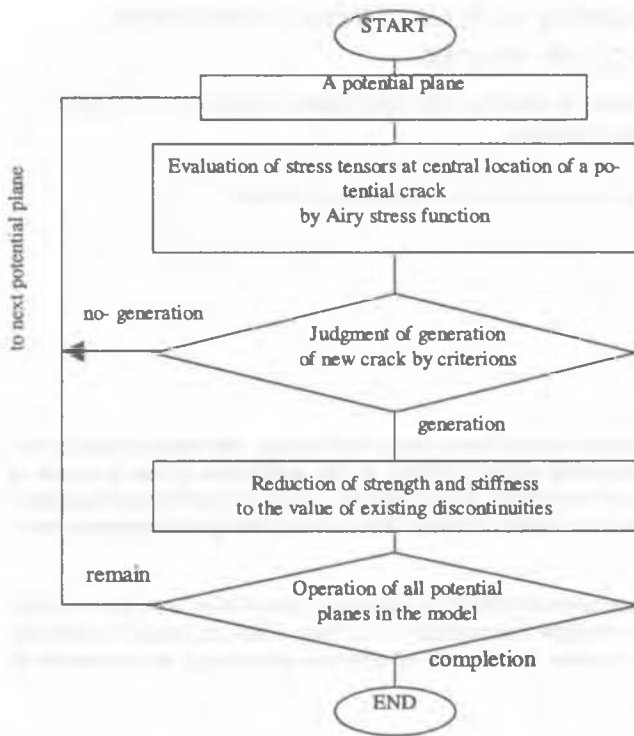 START
A potential plane
Evaluation of stress tensors at central location of a po-
tential crack
by Airy stress function
to next potential plane
no- generation
Judgment of generation
of new crack by criterions
generation
Reduction of strength and stiffness
to the value of existing discontinuities
remain
Operation of all potential
planes in the model
completion
END